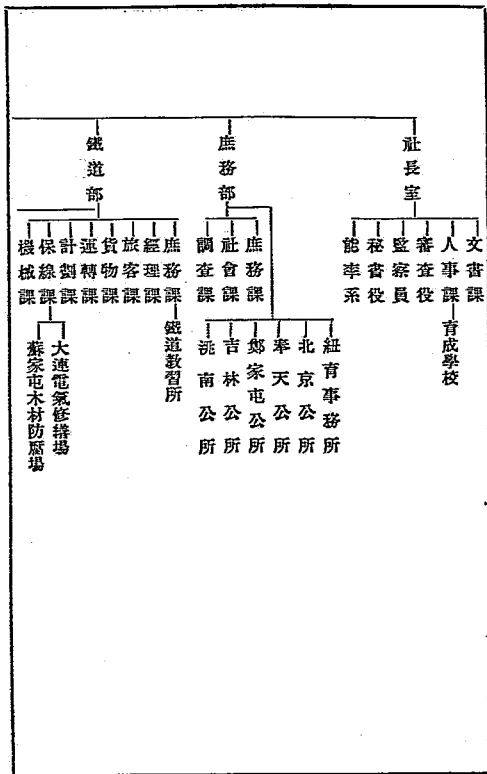 社長室
文書課
人事課
育成學校
審査役
監察員
秘書役
能率系
庶務部
庶務課
社會課
調査課
紐育事務所
北京公所
奉天公所
鄭家屯公所
吉林公所
洮南公所
鐵道部
庶務課
鐵道教習所
經理課
旅客課
貨物課
運轉課
計劃課
保線課
大連電氣修繕場
蘇家屯木材防腐場
機械課